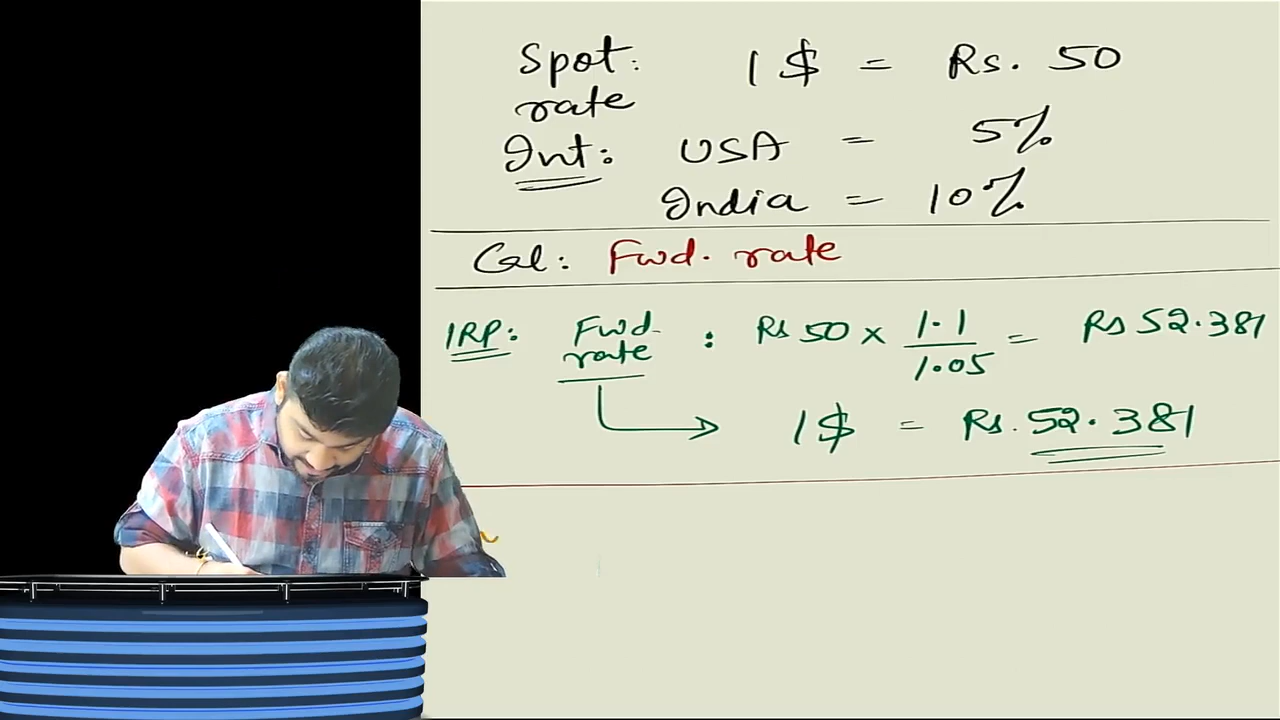 Spot: 1 $ = Rs. 50
rate
Int: USA = 5%
India = 10%
Cal: Fwd. rate
IRP: Fwd. rate : Rs 50 × 1.1 / 1.05 = Rs 52.381
1 $ = Rs. 52.381